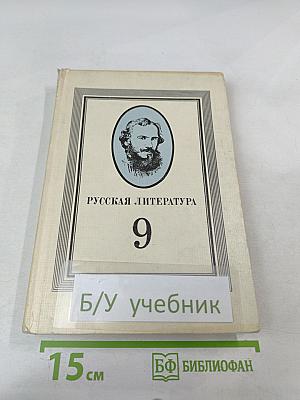 РУССКАЯ ЛИТЕРАТУРА
9
Б/У учебник
15 см
БФ БИБЛИОФАН